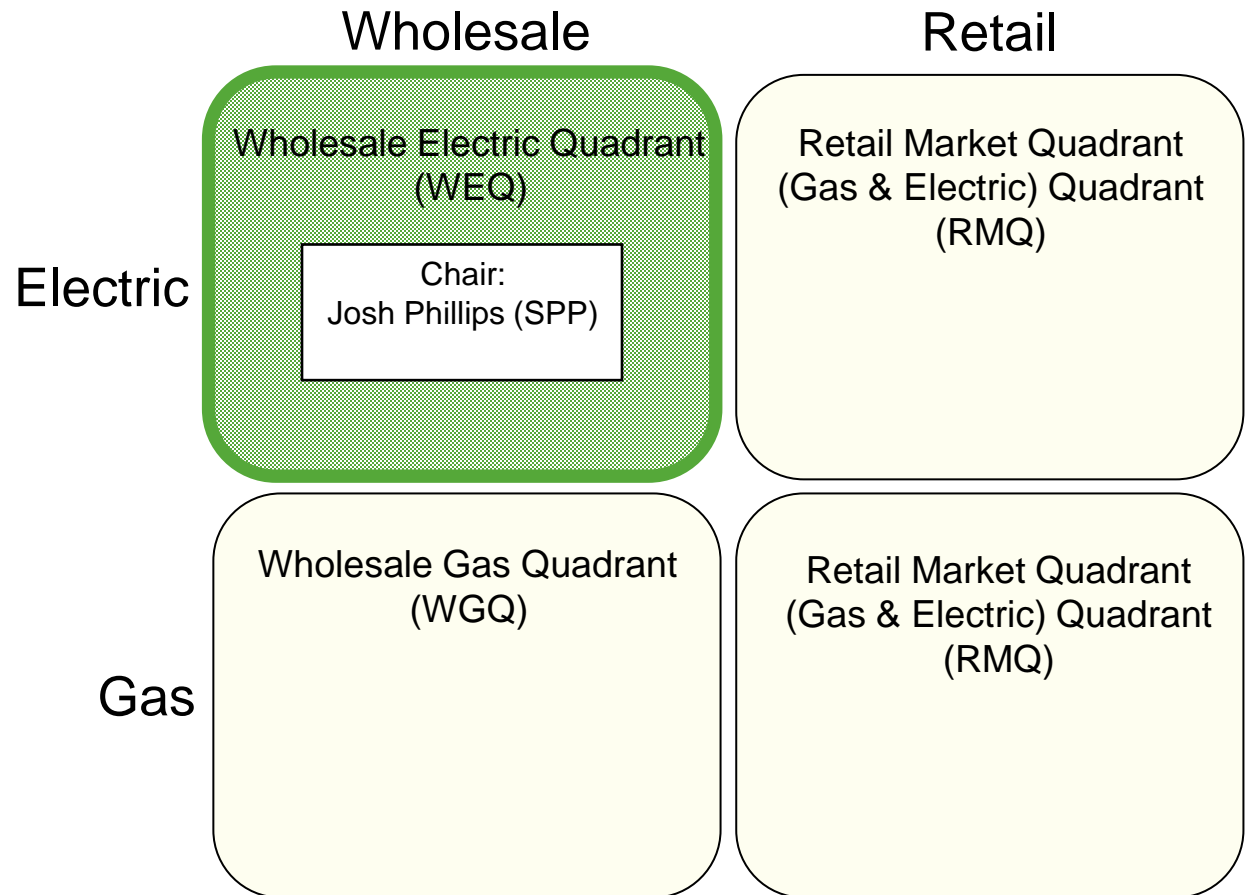 Wholesale
Retail
Electric
Wholesale Electric Quadrant
(WEQ)
Chair:
Josh Phillips (SPP)
Retail Market Quadrant
(Gas & Electric) Quadrant
(RMQ)
Gas
Wholesale Gas Quadrant
(WGQ)
Retail Market Quadrant
(Gas & Electric) Quadrant
(RMQ)